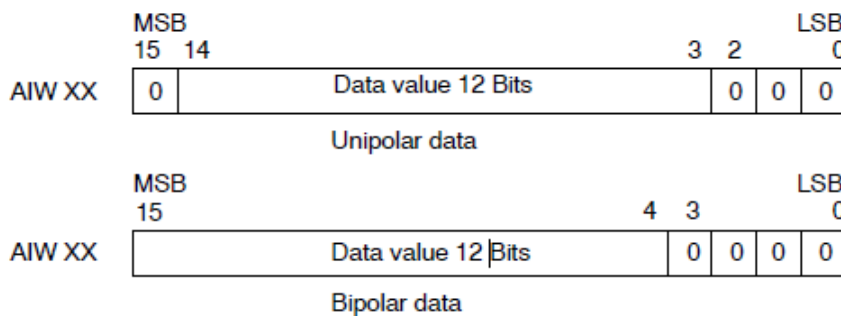 MSB LSB
15 14 3 2 0
AIW XX 0 Data value 12 Bits 0 0 0
Unipolar data
MSB LSB
15 4 3 0
AIW XX Data value 12 Bits 0 0 0 0
Bipolar data